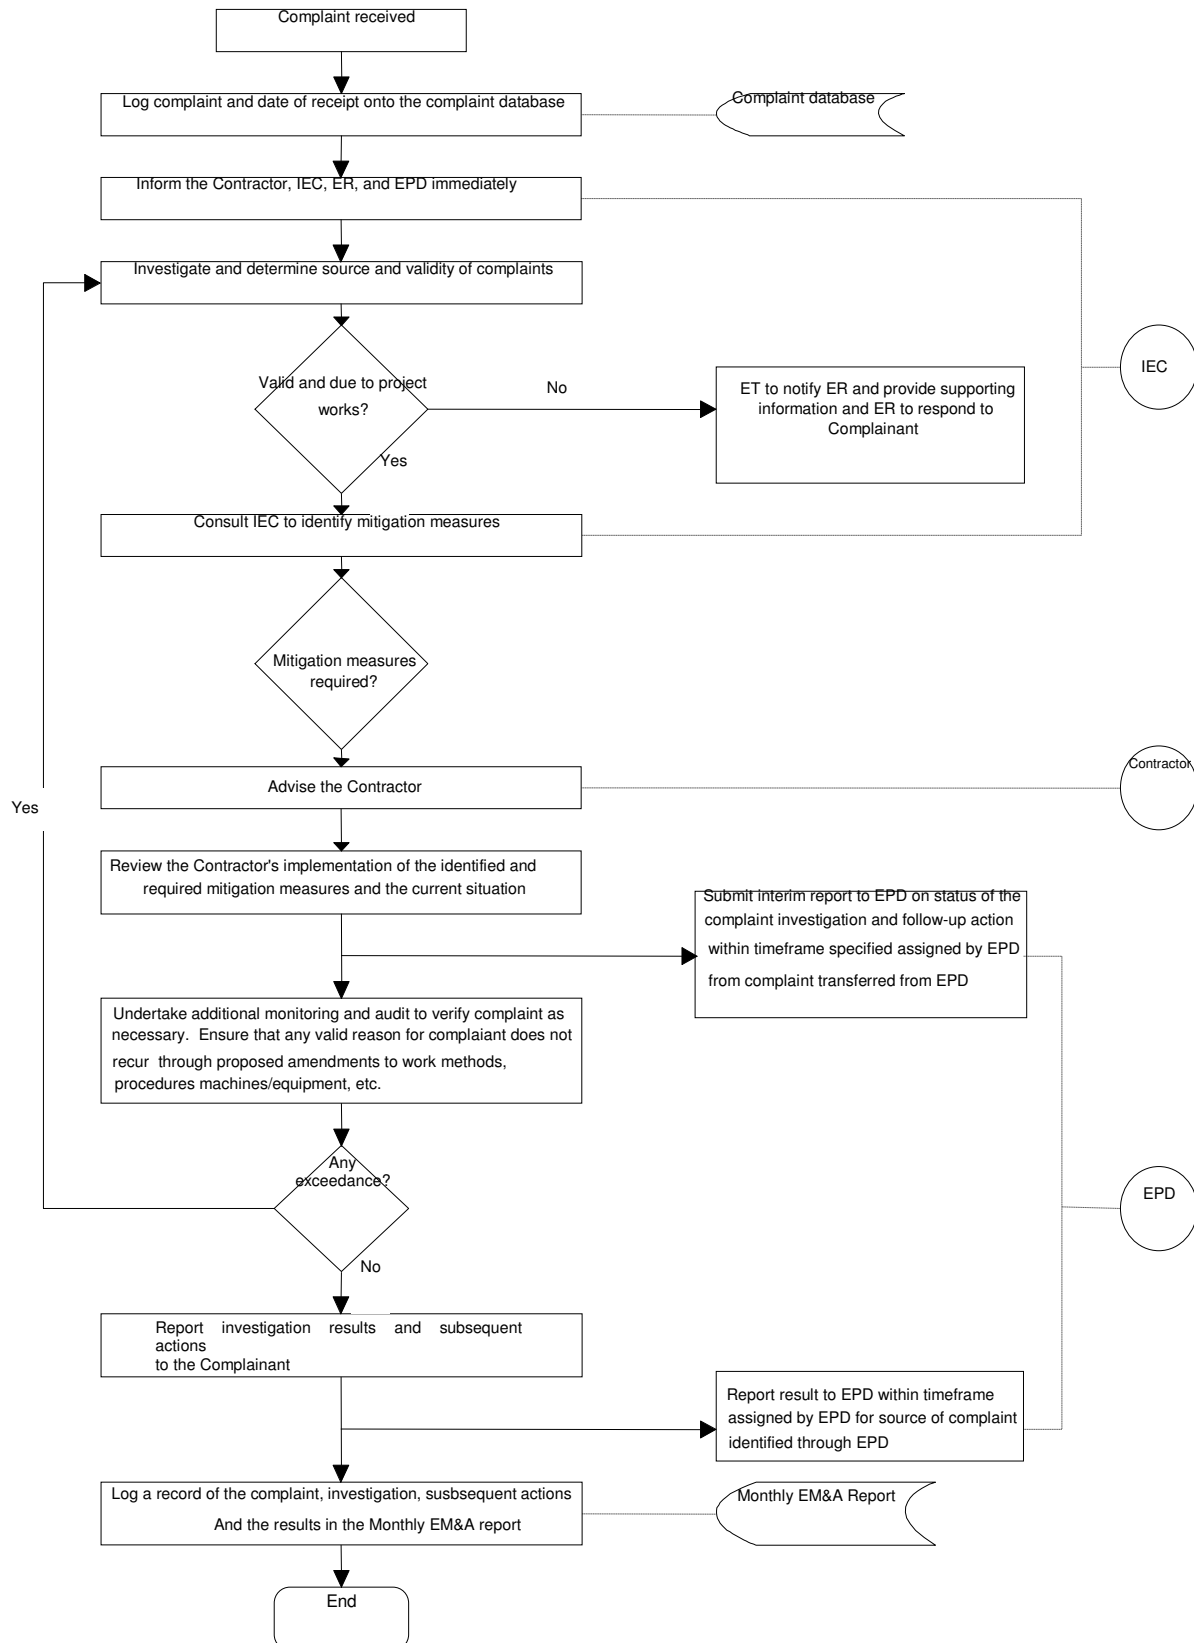 Complaint received
Log complaint and date of receipt onto the complaint database
Complaint database
Inform the Contractor, IEC, ER, and EPD immediately
Investigate and determine source and validity of complaints
IEC
Valid and due to project
works?
No
ET to notify ER and provide supporting
information and ER to respond to
Complainant
Yes
Consult IEC to identify mitigation measures
Mitigation measures
required?
Contractor
Advise the Contractor
Yes
Review the Contractor's implementation of the identified and
required mitigation measures and the current situation
Submit interim report to EPD on status of the
complaint investigation and follow-up action
within timeframe specified assigned by EPD
from complaint transferred from EPD
Undertake additional monitoring and audit to verify complaint as
necessary. Ensure that any valid reason for complaiant does not
recur through proposed amendments to work methods,
procedures machines/equipment, etc.
Any
exceedance?
EPD
No
Report investigation results and subsequent
actions
to the Complainant
Report result to EPD within timeframe
assigned by EPD for source of complaint
identified through EPD
Log a record of the complaint, investigation, susbsequent actions
And the results in the Monthly EM&A report
Monthly EM&A Report
End